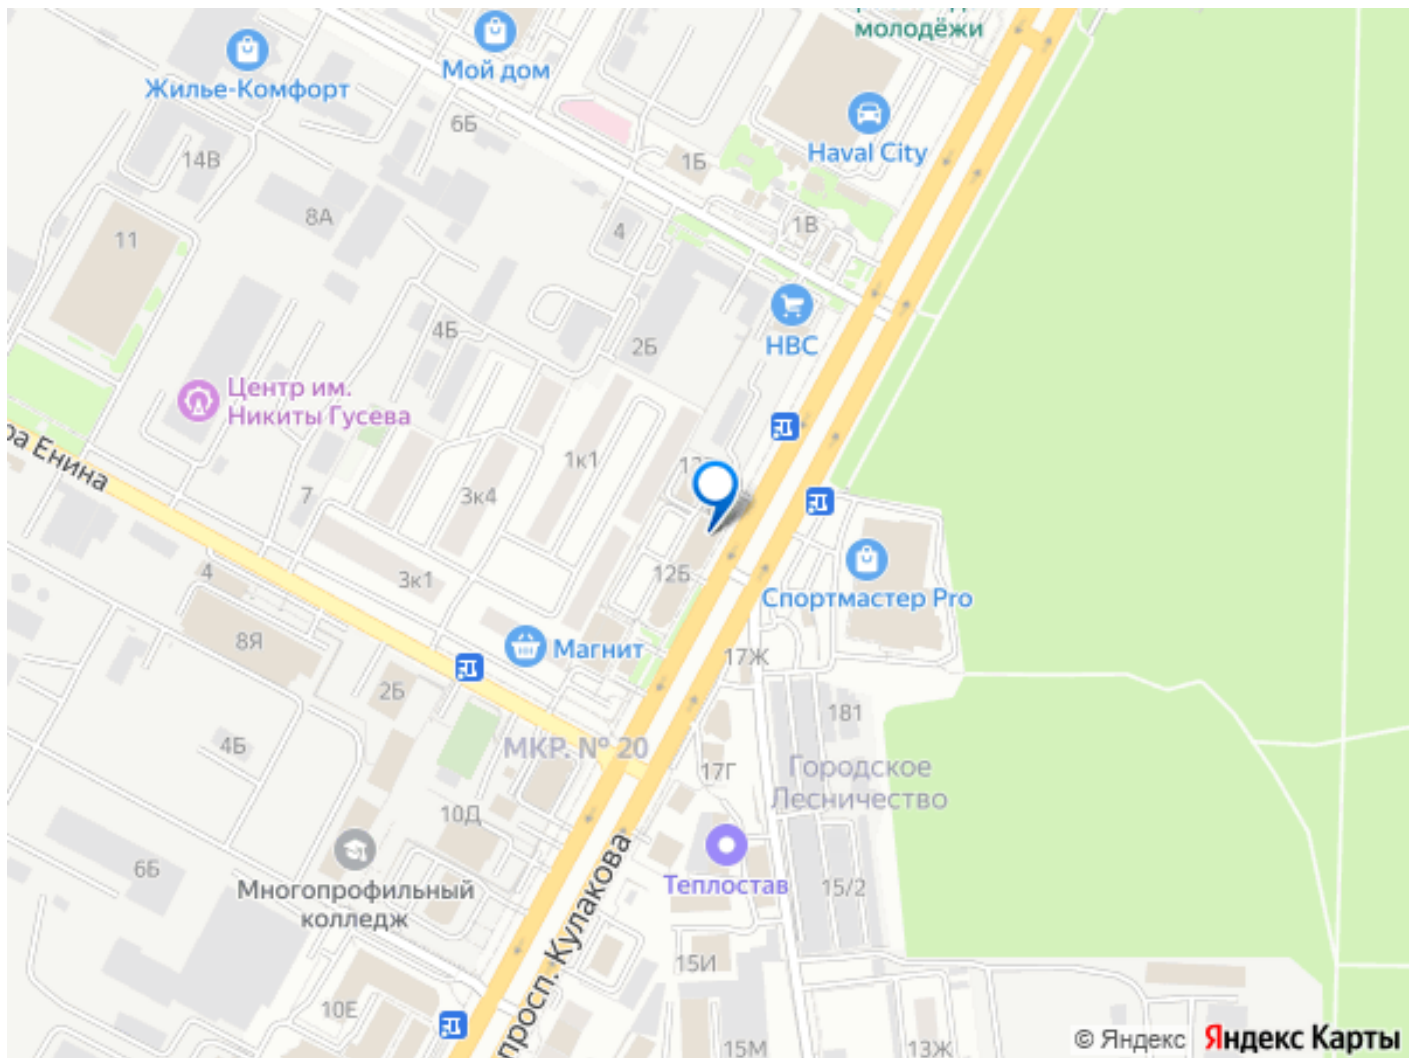 молодёжи
Мой дом
Жилье-Комфорт
6Б
Haval City
1Б
14В
8А
4
1В
11
4Б
2Б
НВС
Центр им.
Никиты Гусева
ра Енина
1к1
3к4
7
12Б
3к1
4
Спортмастер Pro
8Я
Магнит
17Ж
2Б
181
4Б
МКР. № 20
17Г
Городское
Лесничество
10Д
6Б
Многопрофильный
колледж
Теплостав
15/2
просп. Кулакова
15И
10Е
15М
13Ж
© Яндекс Яндекс Карты